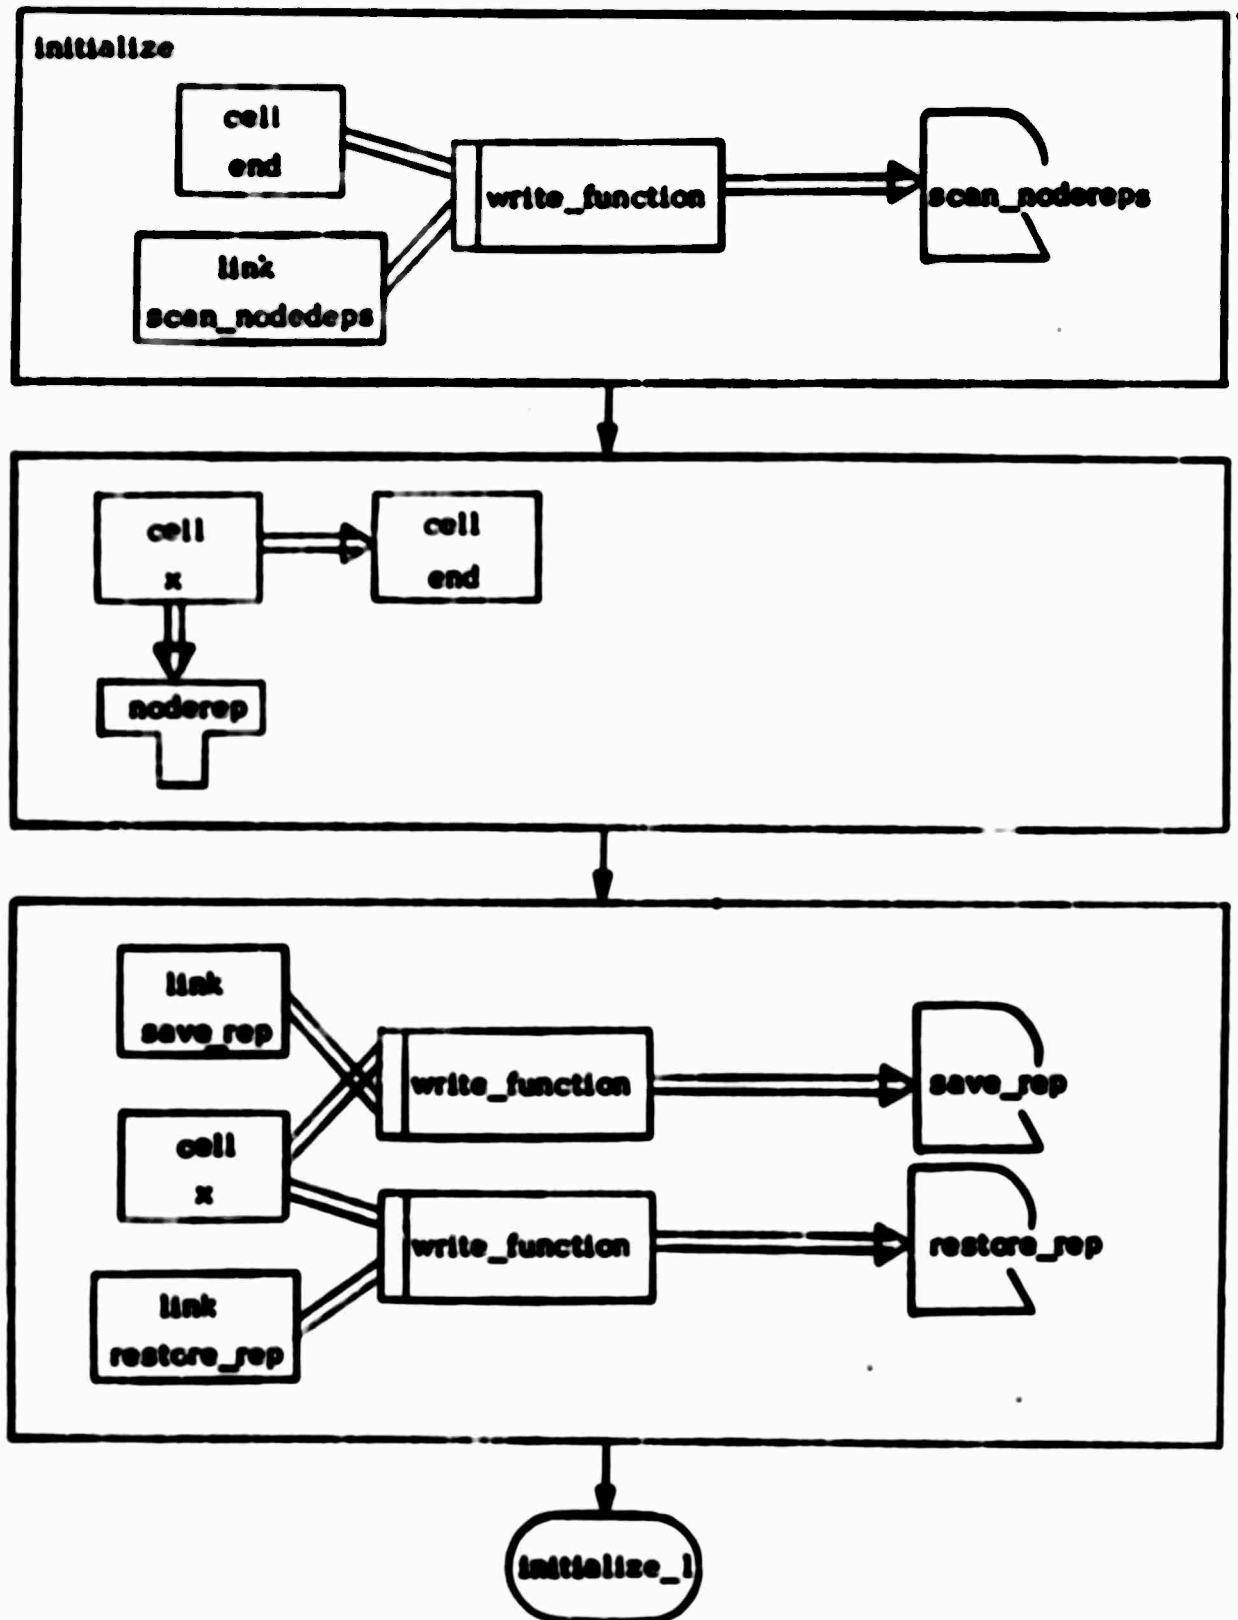 initialize
cell
end
write_function
scan_nodereps
link
scan_nodedeps
cell
x
cell
end
noderep
link
save_rep
write_function
save_rep
cell
x
write_function
restore_rep
link
restore_rep
initialize_1